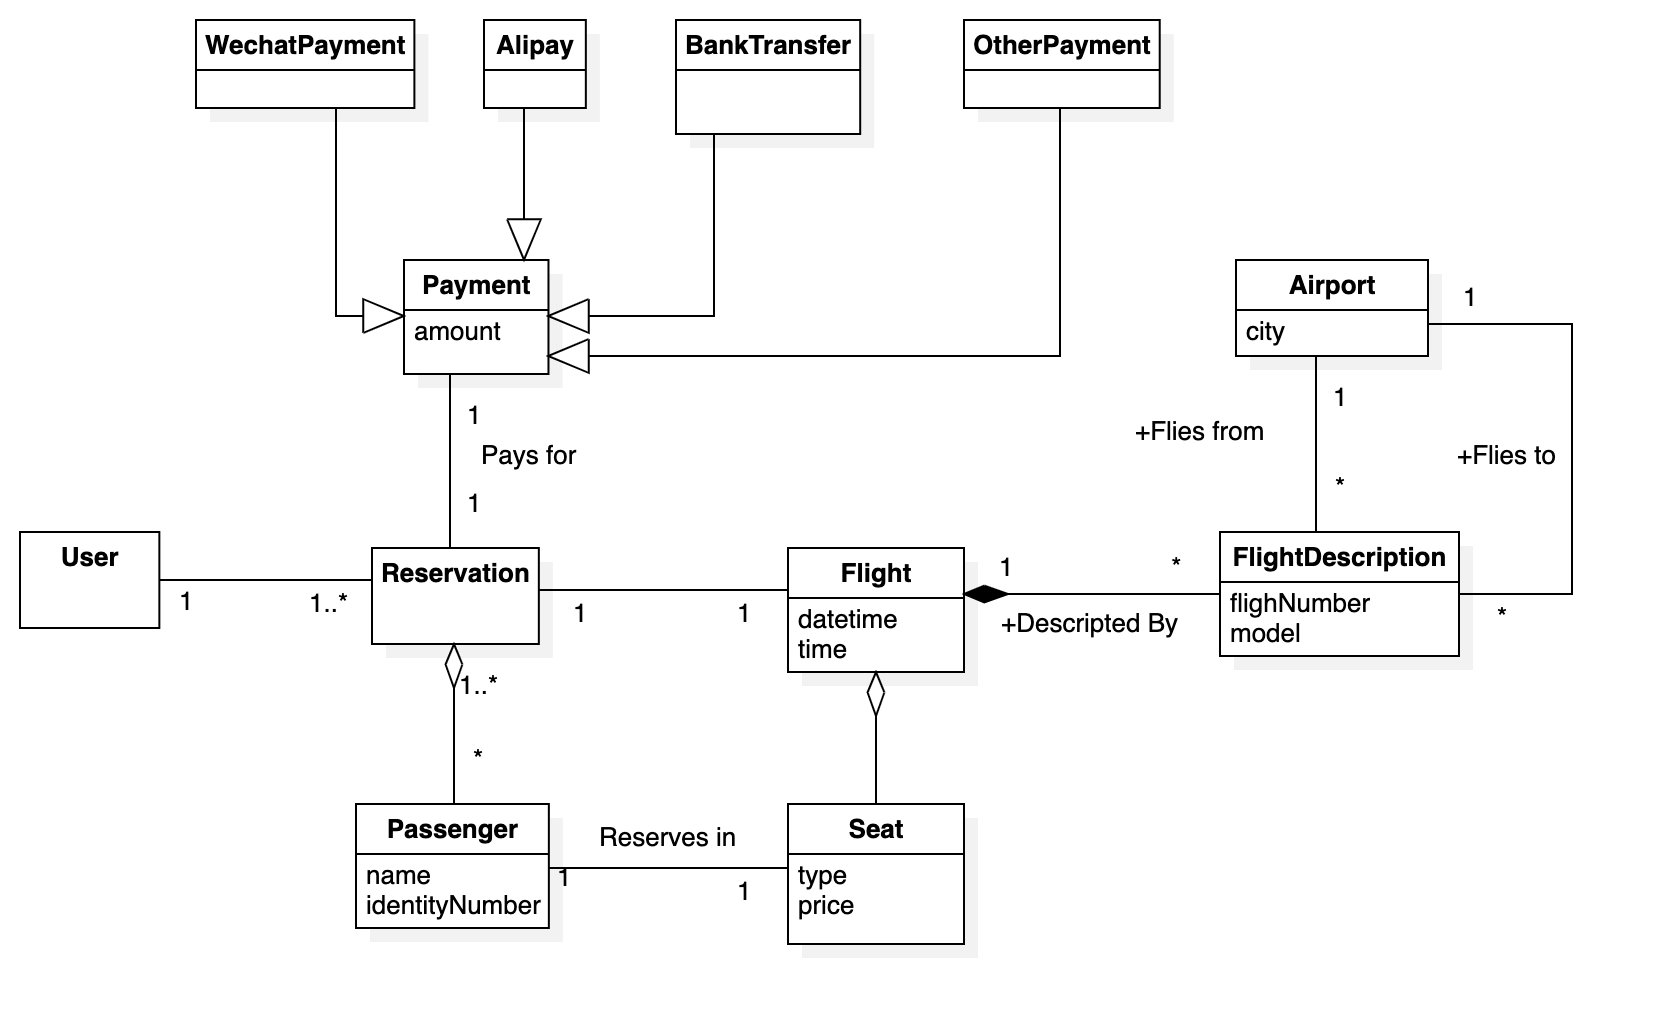 WechatPayment
Alipay
BankTransfer
OtherPayment
Payment
amount
Airport
city
1
1
+Flies from
*
+Flies to
1
Pays for
1
User
1
1..*
Reservation
1
1
Flight
datetime
time
1
*
+Descripted By
FlightDescription
flighNumber
model
*
1..*
*
Passenger
name
identityNumber
Reserves in
1
1
Seat
type
price